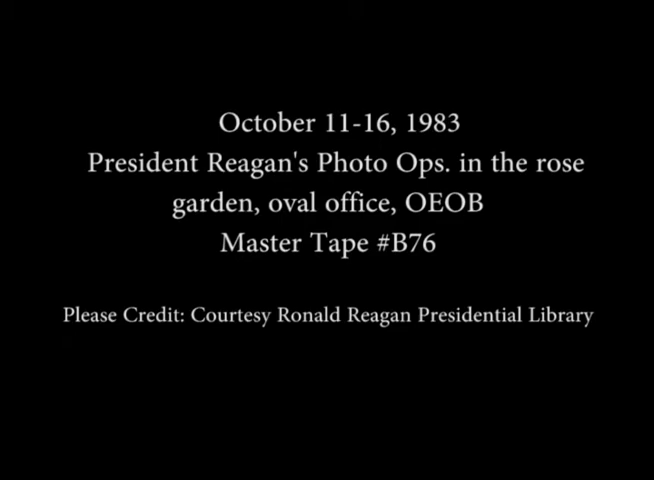 October 11-16, 1983
President Reagan's Photo Ops. in the rose
garden, oval office, OEOB
Master Tape #B76
Please Credit: Courtesy Ronald Reagan Presidential Library